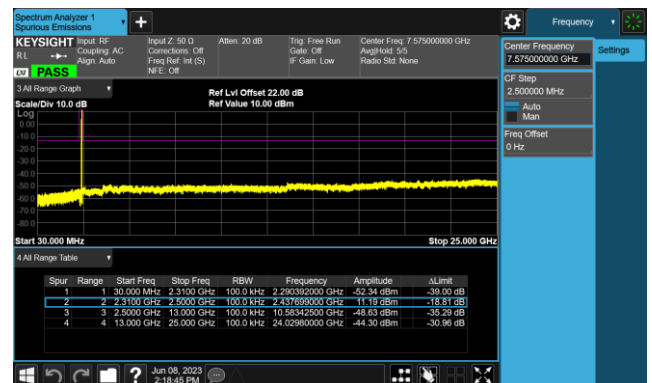 Spectrum Analyzer 1
Spurious Emissions
Frequency
KEYSIGHT
Input: RF
Input Z: 50 Ω
Atten: 20 dB
Trig: Free Run
Center Freq: 7.575000000 GHz
RL
Coupling: AC
Corrections: Off
Gate: Off
Avg|Hold: 5/5
Align: Auto
Freq Ref: Int (S)
IF Gain: Low
Radio Std: None
NFE: Off
LXI
PASS
Center Frequency
7.575000000 GHz
Settings
CF Step
2.500000 MHz
Auto
Man
Freq Offset
0 Hz
3 All Range Graph
Ref Lvl Offset 22.00 dB
Scale/Div 10.0 dB
Ref Value 10.00 dBm
Log
0.00
-10.0
-20.0
-30.0
-40.0
-50.0
-60.0
-70.0
-80.0
Start 30.000 MHz
Stop 25.000 GHz
4 All Range Table
Spur Range Start Freq Stop Freq RBW Frequency Amplitude ΔLimit
1 1 30.000 MHz 2.3100 GHz 100.0 kHz 2.290392000 GHz -52.34 dBm -39.00 dB
2 2 2.3100 GHz 2.5000 GHz 100.0 kHz 2.437699000 GHz 11.19 dBm -18.81 dB
3 3 2.5000 GHz 13.000 GHz 100.0 kHz 10.58342500 GHz -48.63 dBm -35.29 dB
4 4 13.000 GHz 25.000 GHz 100.0 kHz 24.02980000 GHz -44.30 dBm -30.96 dB
Jun 08, 2023
2:18:45 PM